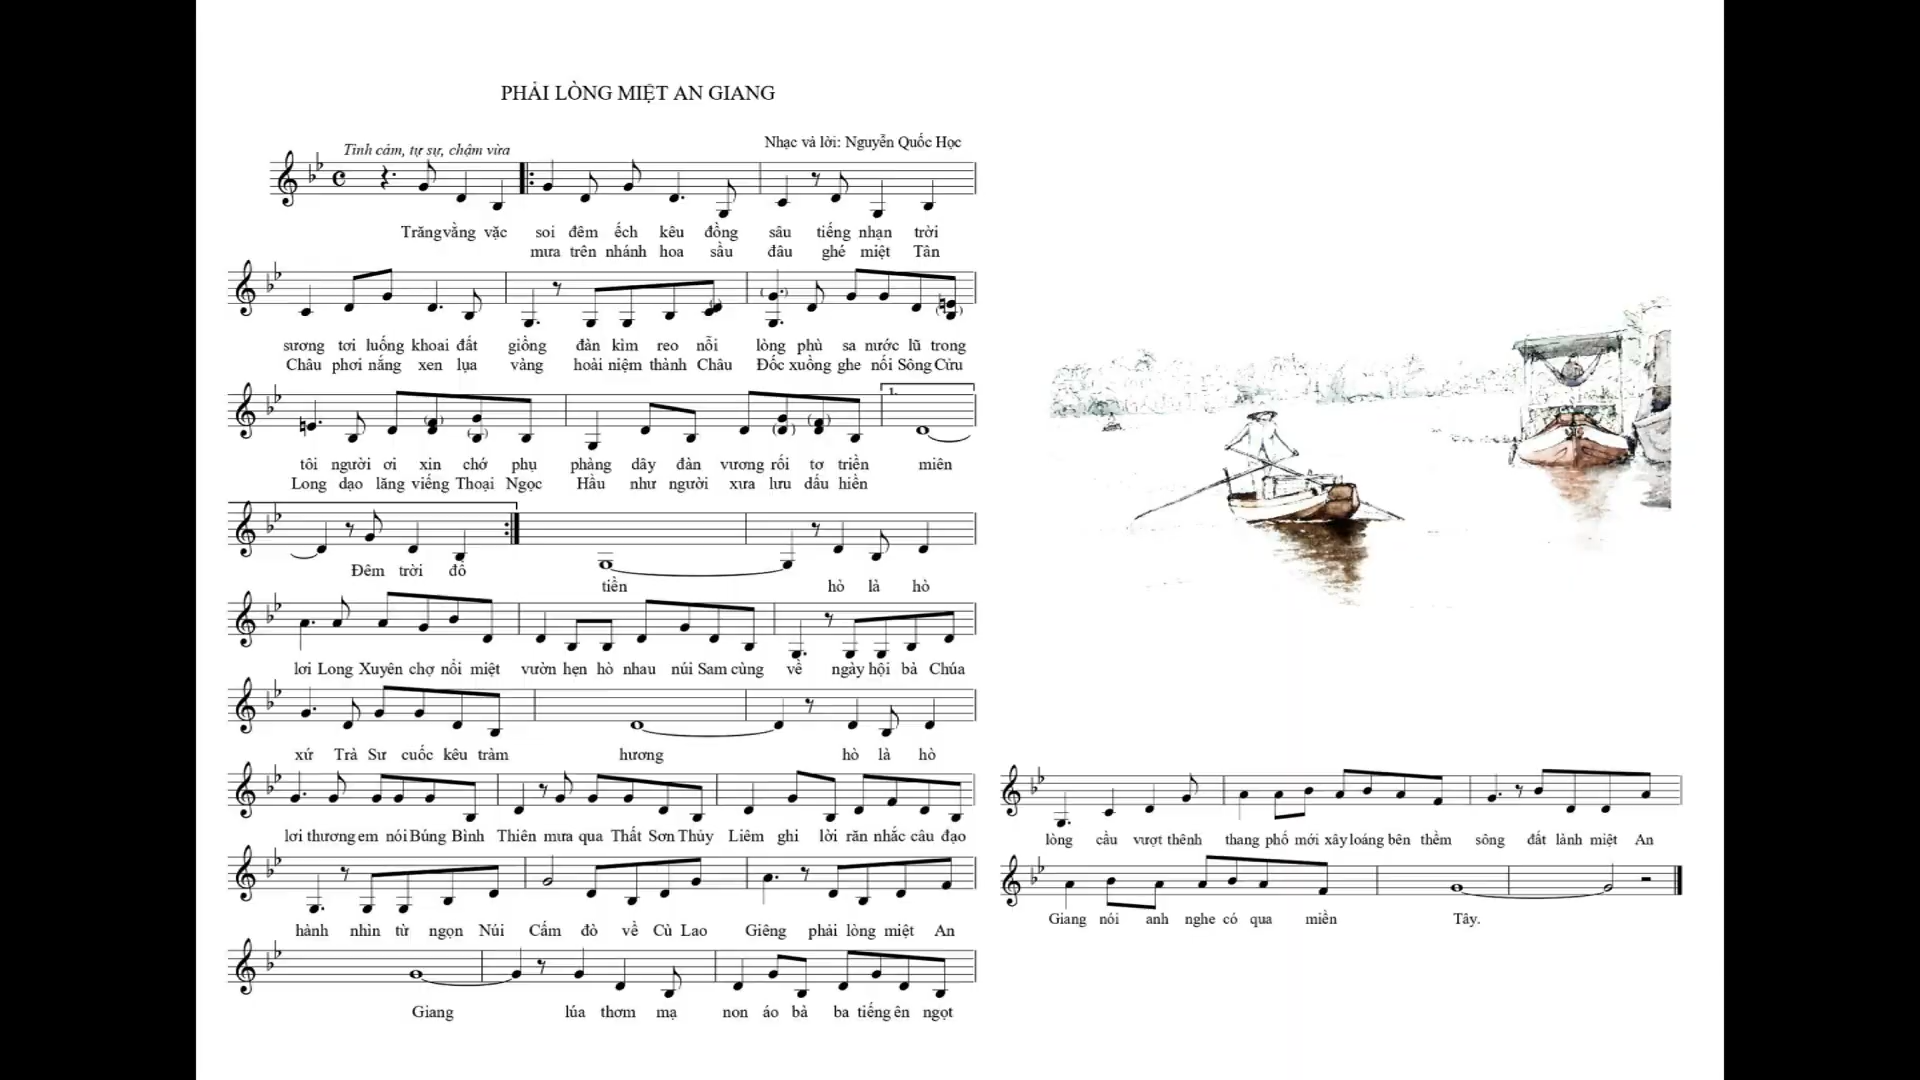 PHẢI LÒNG MIỆT AN GIANG
Nhạc và lời: Nguyễn Quốc Học
Tình cảm, tự sự, chậm vừa
Trăng vằng vặc soi đêm ếch kêu đồng sâu tiếng nhạn trời
mưa trên nhánh hoa sầu đâu ghé miệt Tân
sương tơi luống khoai đất giồng đàn kìm reo nỗi lòng phù sa nước lũ trong
Châu phơi nắng xen lụa vàng hoài niệm thành Châu Đốc xuồng ghe nối Sông Cửu
1.
tôi người ơi xin chớ phụ phàng dây đàn vương rối tơ triền miên
Long dạo lăng viếng Thoại Ngọc Hầu như người xưa lưu dấu hiền
Đêm trời đổ
tiền hò là hò
lơi Long Xuyên chợ nổi miệt vườn hẹn hò nhau núi Sam cùng về ngày hội bà Chúa
xứ Trà Sư cuốc kêu tràm hương hò là hò
lơi thương em nói Búng Bình Thiên mưa qua Thất Sơn Thủy Liêm ghi lời răn nhắc câu đạo
hành nhìn từ ngọn Núi Cấm đò về Cù Lao Giêng phải lòng miệt An
Giang lúa thơm mạ non áo bà ba tiếng ên ngọt
lòng cầu vượt thênh thang phố mới xây loáng bên thềm sông đất lành miệt An
Giang nói anh nghe có qua miền Tây.